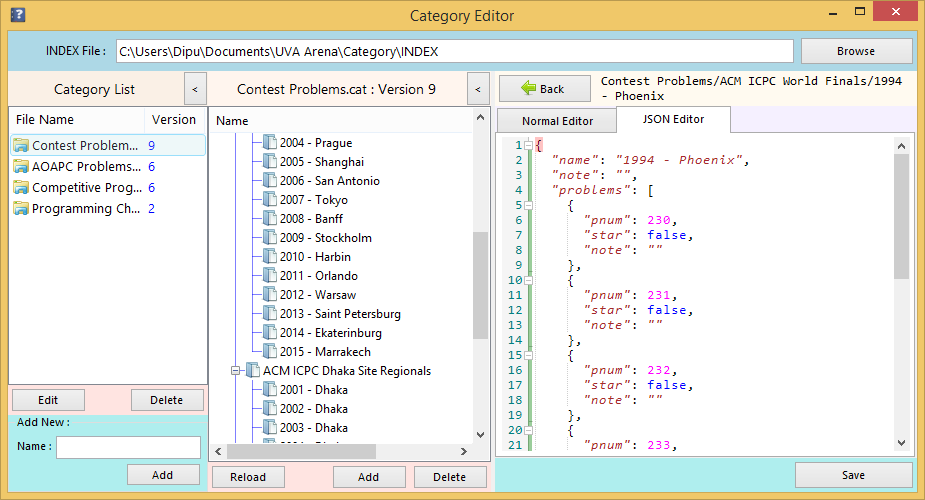 Category Editor
INDEX File : C:\Users\Dipu\Documents\UVA Arena\Category\INDEX Browse
Category List <
File Name Version
Contest Problem... 9
AOAPC Problems... 6
Competitive Prog... 6
Programming Ch... 2
Edit Delete
Add New :
Name :
Add
Contest Problems.cat : Version 9 <
Name
2004 - Prague
2005 - Shanghai
2006 - San Antonio
2007 - Tokyo
2008 - Banff
2009 - Stockholm
2010 - Harbin
2011 - Orlando
2012 - Warsaw
2013 - Saint Petersburg
2014 - Ekaterinburg
2015 - Marrakech
ACM ICPC Dhaka Site Regionals
2001 - Dhaka
2002 - Dhaka
2003 - Dhaka
Reload Add Delete
Back
Contest Problems/ACM ICPC World Finals/1994
- Phoenix
Normal Editor JSON Editor
1 {
2 "name": "1994 - Phoenix",
3 "note": "",
4 "problems": [
5 {
6 "pnum": 230,
7 "star": false,
8 "note": ""
9 },
10 {
11 "pnum": 231,
12 "star": false,
13 "note": ""
14 },
15 {
16 "pnum": 232,
17 "star": false,
18 "note": ""
19 },
20 {
21 "pnum": 233,
Save